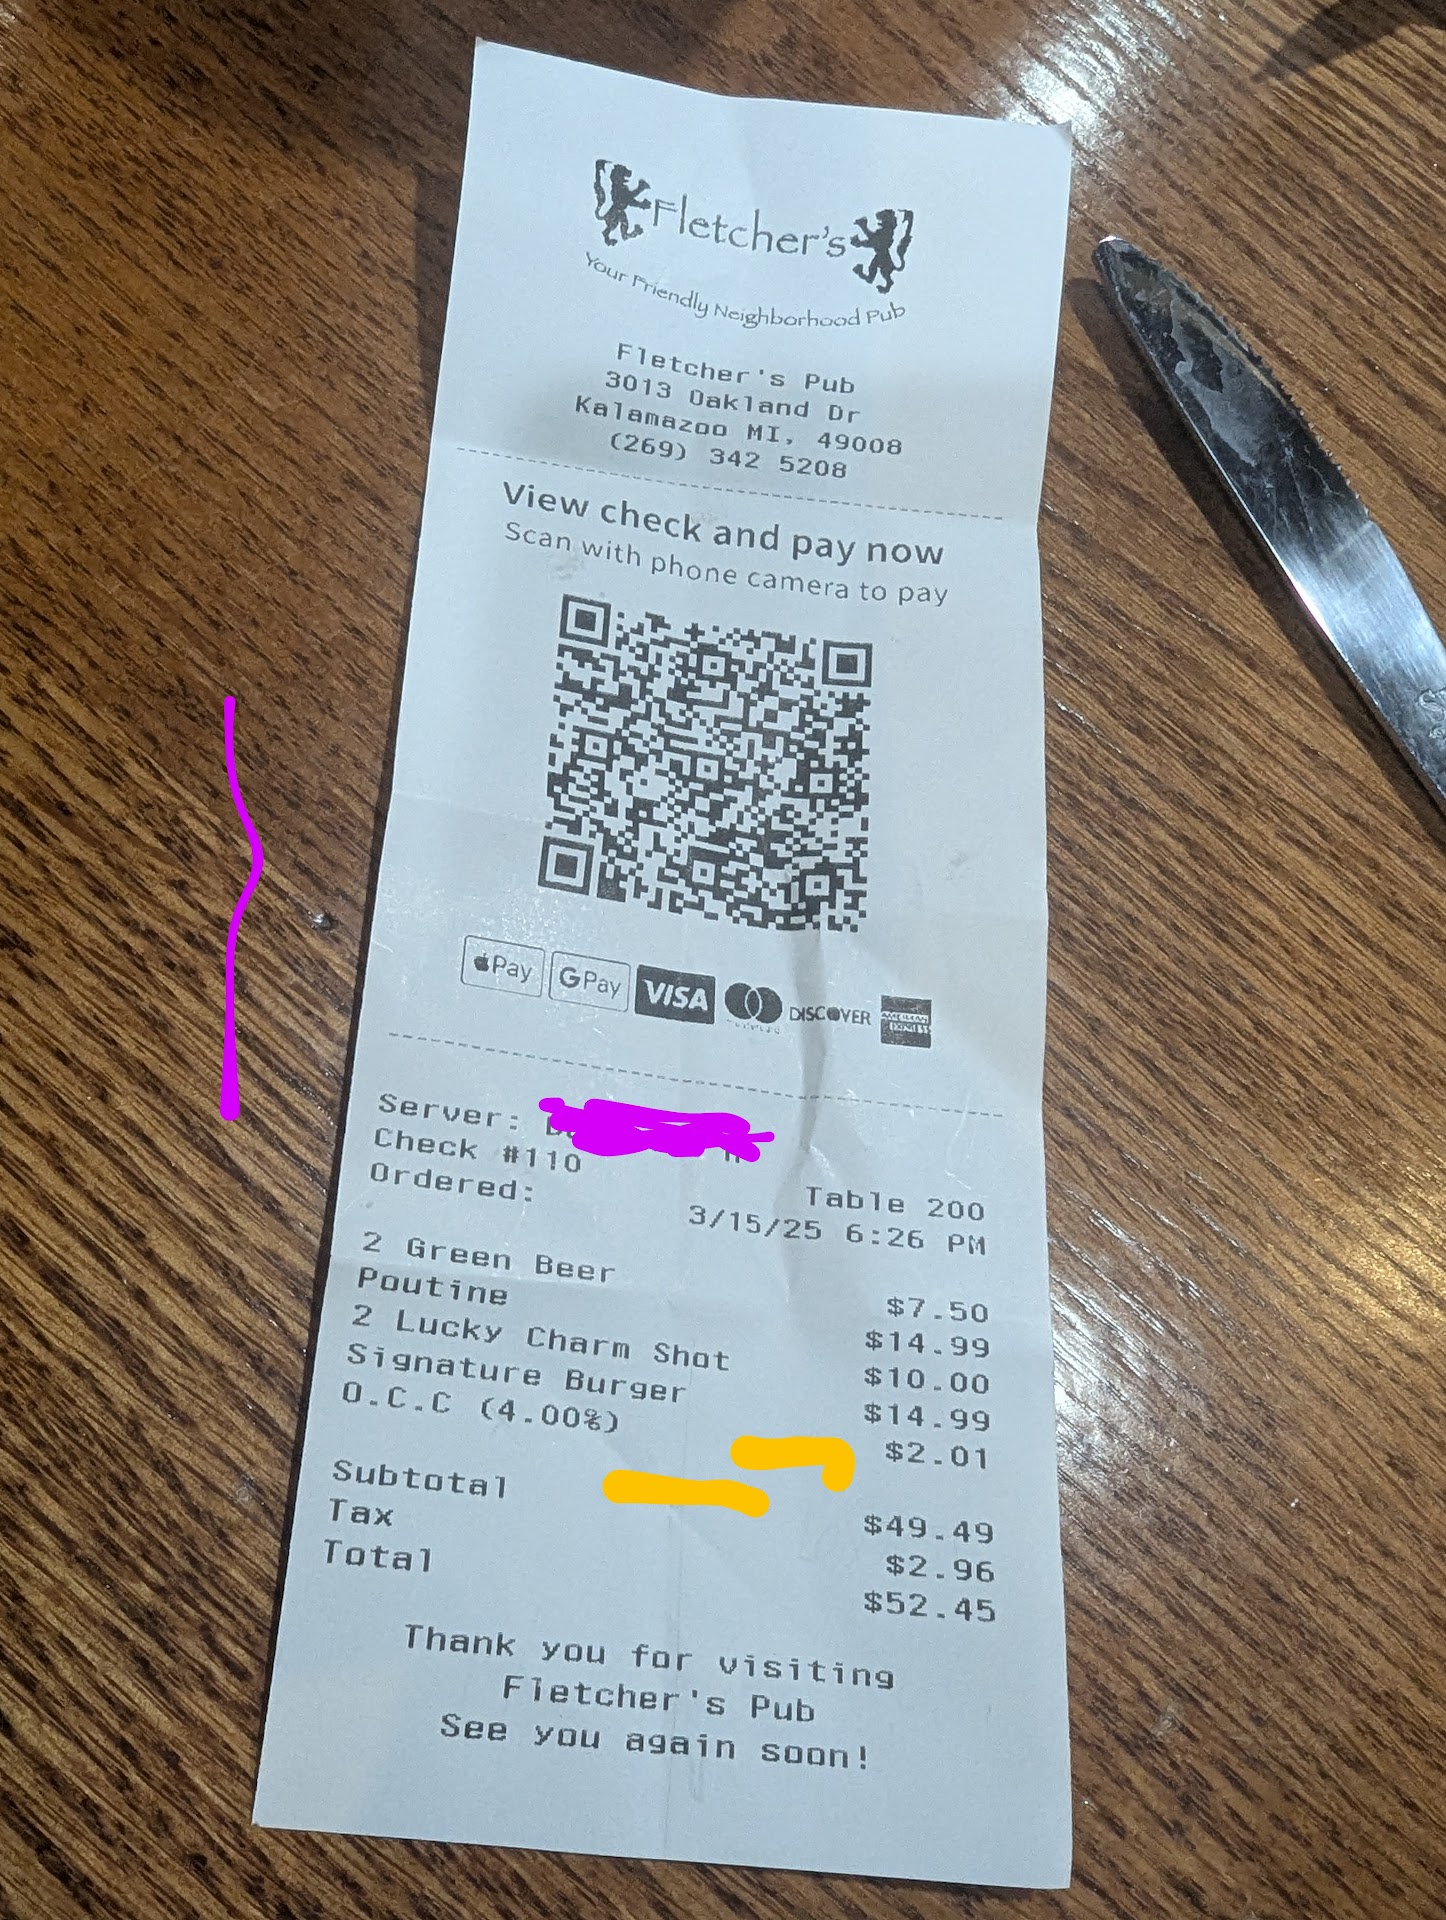 Fletcher's
Your Friendly Neighborhood Pub
Fletcher's Pub
3013 Oakland Dr
Kalamazoo MI, 49008
(269) 342 5208
View check and pay now
Scan with phone camera to pay
Pay GPay VISA DISCOVER AMERICAN EXPRESS
Server:
Check #110 Table 200
Ordered: 3/15/25 6:26 PM
2 Green Beer $7.50
Poutine $14.99
2 Lucky Charm Shot $10.00
Signature Burger $14.99
O.C.C (4.00%) $2.01
Subtotal $49.49
Tax $2.96
Total $52.45
Thank you for visiting
Fletcher's Pub
See you again soon!